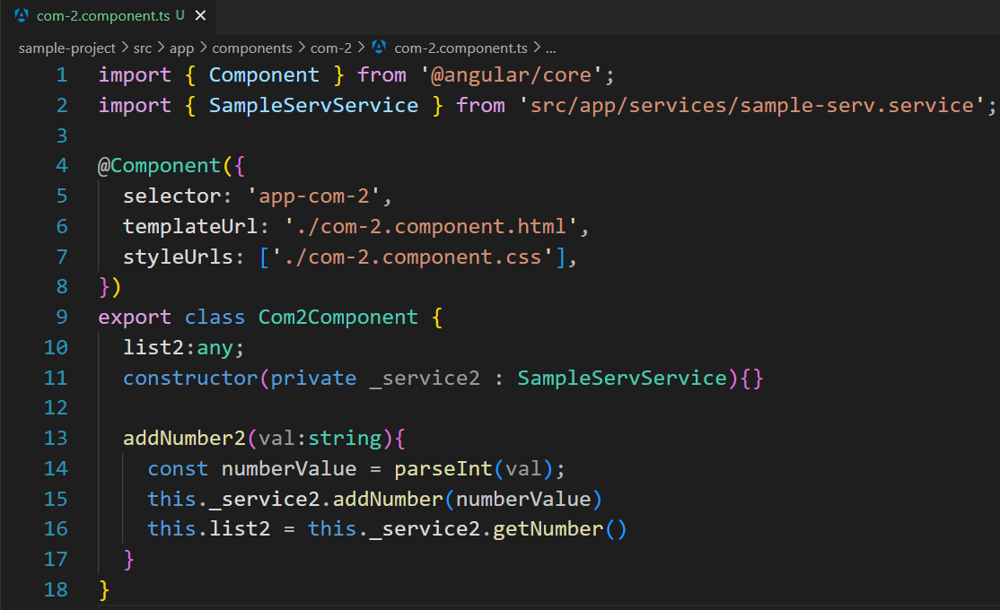 com-2.component.ts U ×
sample-project > src > app > components > com-2 > com-2.component.ts > ...
1 import { Component } from '@angular/core';
2 import { SampleServService } from 'src/app/services/sample-serv.service';
3
4 @Component({
5   selector: 'app-com-2',
6   templateUrl: './com-2.component.html',
7   styleUrls: ['./com-2.component.css'],
8 })
9 export class Com2Component {
10   list2:any;
11   constructor(private _service2 : SampleServService){}
12
13   addNumber2(val:string){
14     const numberValue = parseInt(val);
15     this._service2.addNumber(numberValue)
16     this.list2 = this._service2.getNumber()
17   }
18 }